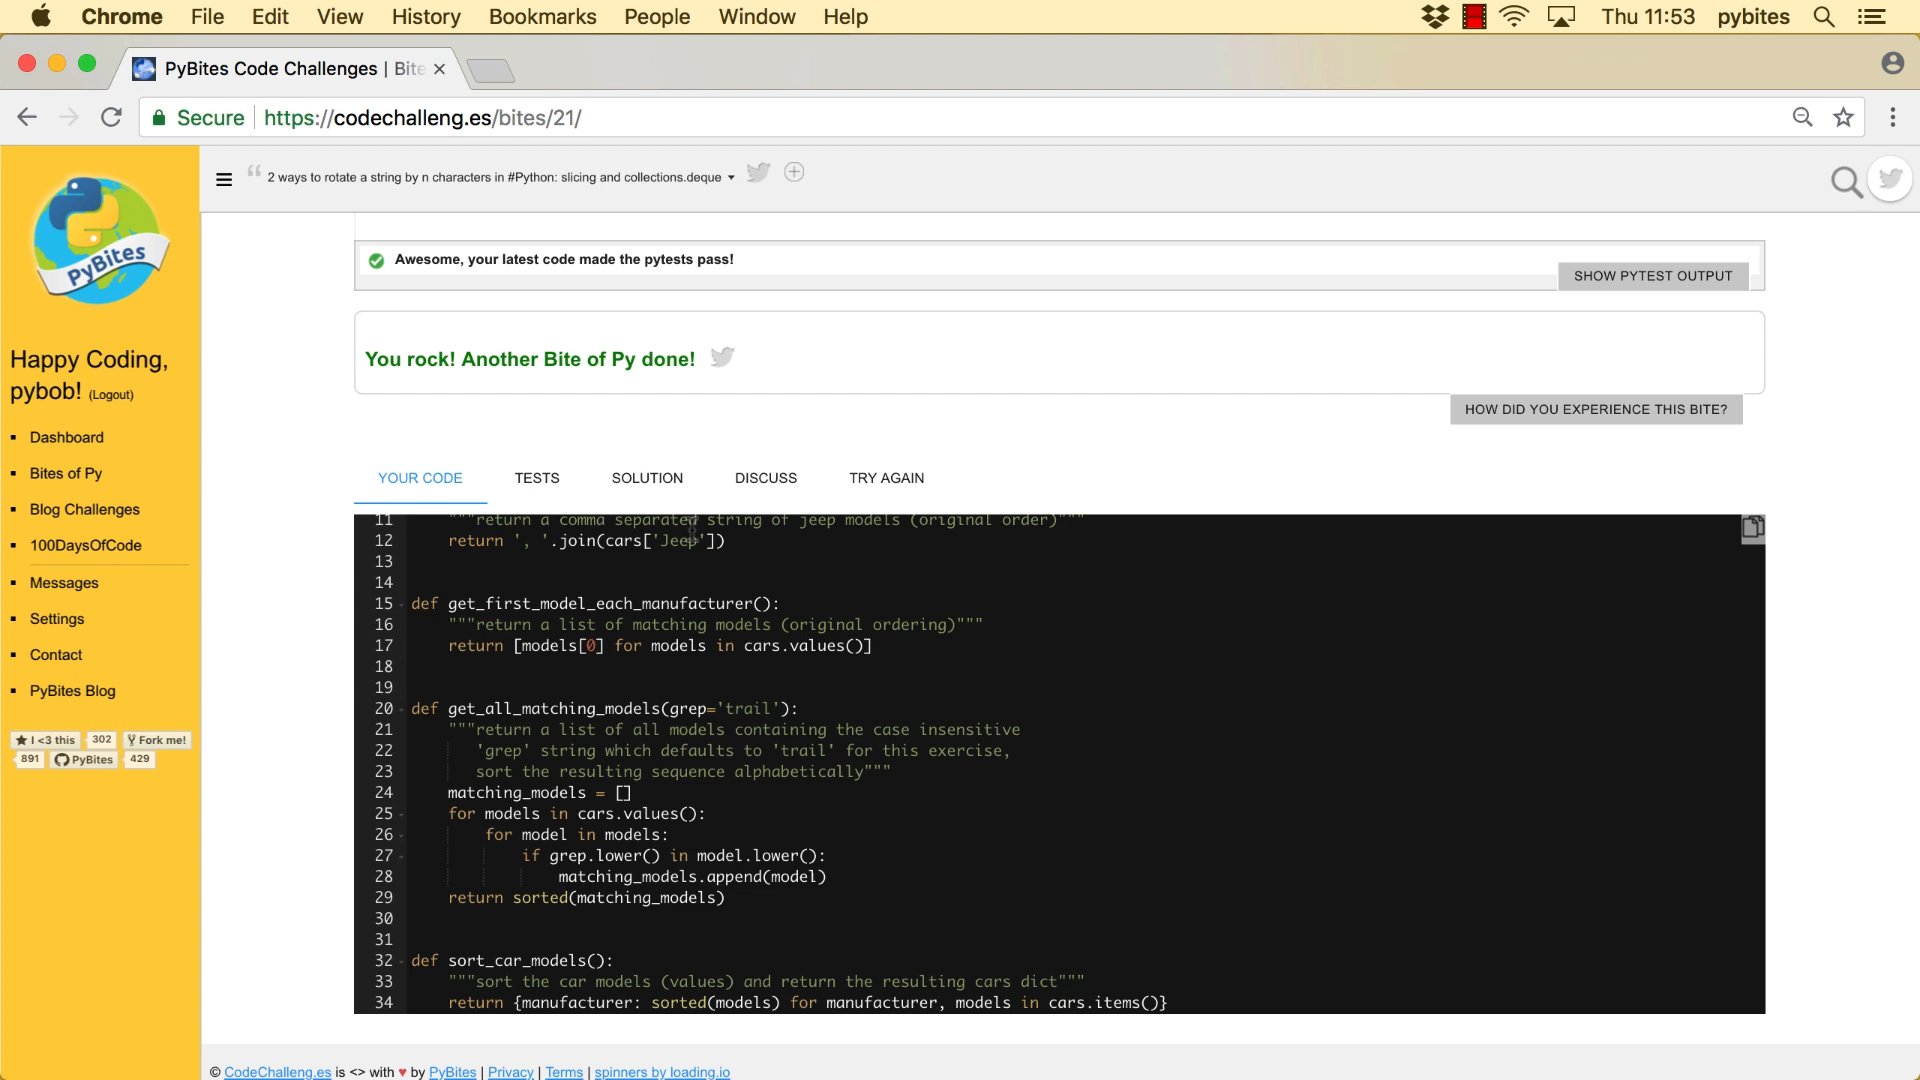 Chrome File Edit View History Bookmarks People Window Help Thu 11:53 pybites
PyBites Code Challenges | Bite
Secure https://codechalleng.es/bites/21/
2 ways to rotate a string by n characters in #Python: slicing and collections.deque
PyBites
Happy Coding,
pybob! (Logout)
Dashboard
Bites of Py
Blog Challenges
100DaysOfCode
Messages
Settings
Contact
PyBites Blog
I <3 this 302 Fork me!
891 PyBites 429
Awesome, your latest code made the pytests pass!
SHOW PYTEST OUTPUT
You rock! Another Bite of Py done!
HOW DID YOU EXPERIENCE THIS BITE?
YOUR CODE TESTS SOLUTION DISCUSS TRY AGAIN
11 """return a comma separated string of jeep models (original order)"""
12 return ', '.join(cars['Jeep'])
13
14
15 def get_first_model_each_manufacturer():
16 """return a list of matching models (original ordering)"""
17 return [models[0] for models in cars.values()]
18
19
20 def get_all_matching_models(grep='trail'):
21 """return a list of all models containing the case insensitive
22 'grep' string which defaults to 'trail' for this exercise,
23 sort the resulting sequence alphabetically"""
24 matching_models = []
25 for models in cars.values():
26 for model in models:
27 if grep.lower() in model.lower():
28 matching_models.append(model)
29 return sorted(matching_models)
30
31
32 def sort_car_models():
33 """sort the car models (values) and return the resulting cars dict"""
34 return {manufacturer: sorted(models) for manufacturer, models in cars.items()}
© CodeChalleng.es is <> with ♥ by PyBites | Privacy | Terms | spinners by loading.io